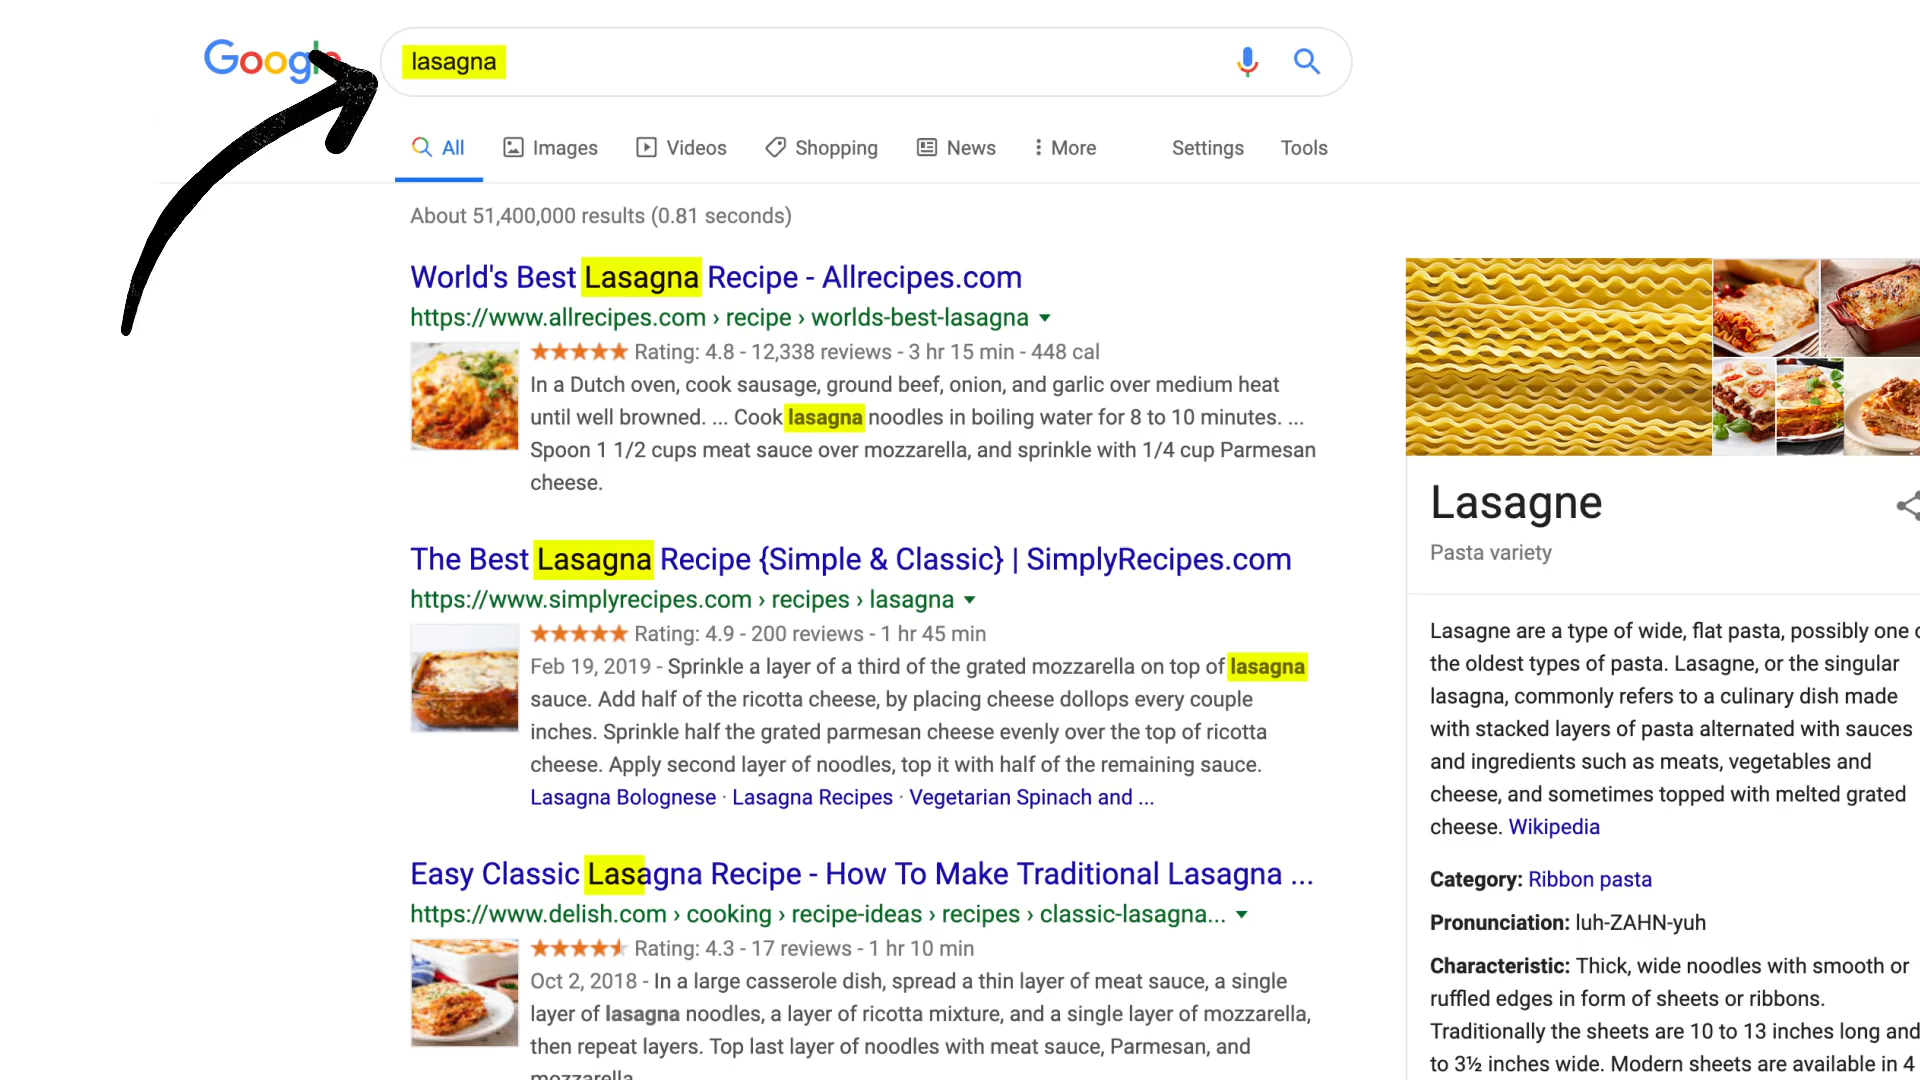 Google
lasagna
All Images Videos Shopping News More Settings Tools
About 51,400,000 results (0.81 seconds)
World's Best Lasagna Recipe - Allrecipes.com
https://www.allrecipes.com › recipe › worlds-best-lasagna
Rating: 4.8 - 12,338 reviews - 3 hr 15 min - 448 cal
In a Dutch oven, cook sausage, ground beef, onion, and garlic over medium heat
until well browned. ... Cook lasagna noodles in boiling water for 8 to 10 minutes. ...
Spoon 1 1/2 cups meat sauce over mozzarella, and sprinkle with 1/4 cup Parmesan
cheese.
The Best Lasagna Recipe {Simple & Classic} | SimplyRecipes.com
https://www.simplyrecipes.com › recipes › lasagna
Rating: 4.9 - 200 reviews - 1 hr 45 min
Feb 19, 2019 - Sprinkle a layer of a third of the grated mozzarella on top of lasagna
sauce. Add half of the ricotta cheese, by placing cheese dollops every couple
inches. Sprinkle half the grated parmesan cheese evenly over the top of ricotta
cheese. Apply second layer of noodles, top it with half of the remaining sauce.
Lasagna Bolognese · Lasagna Recipes · Vegetarian Spinach and ...
Easy Classic Lasagna Recipe - How To Make Traditional Lasagna ...
https://www.delish.com › cooking › recipe-ideas › recipes › classic-lasagna...
Rating: 4.3 - 17 reviews - 1 hr 10 min
Oct 2, 2018 - In a large casserole dish, spread a thin layer of meat sauce, a single
layer of lasagna noodles, a layer of ricotta mixture, and a single layer of mozzarella,
then repeat layers. Top last layer of noodles with meat sauce, Parmesan, and
mozzarella.
Lasagne
Pasta variety
Lasagne are a type of wide, flat pasta, possibly one
the oldest types of pasta. Lasagne, or the singular
lasagna, commonly refers to a culinary dish made
with stacked layers of pasta alternated with sauces
and ingredients such as meats, vegetables and
cheese, and sometimes topped with melted grated
cheese. Wikipedia
Category: Ribbon pasta
Pronunciation: luh-ZAHN-yuh
Characteristic: Thick, wide noodles with smooth or
ruffled edges in form of sheets or ribbons.
Traditionally the sheets are 10 to 13 inches long and
to 3½ inches wide. Modern sheets are available in 4